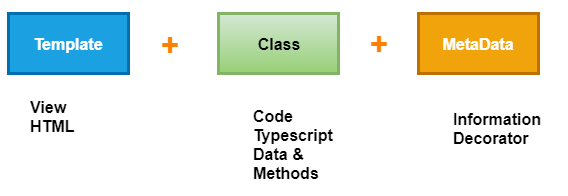 Template + Class + MetaData
View
HTML
Code
Typescript
Data &
Methods
Information
Decorator